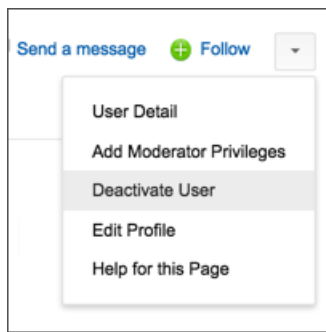 Send a message Follow
User Detail
Add Moderator Privileges
Deactivate User
Edit Profile
Help for this Page